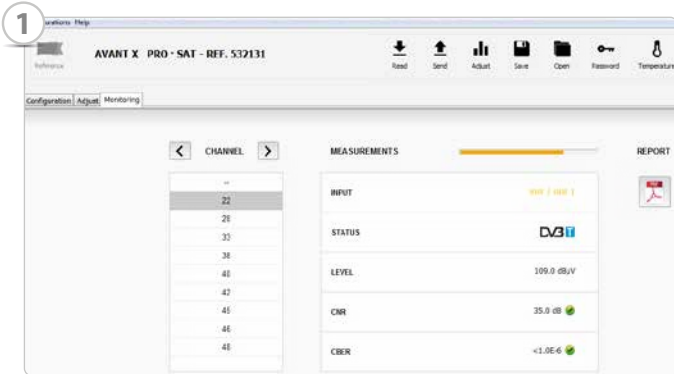 1
urations Help
AVANT X PRO · SAT - REF. 532131
Reference
Read
Send
Adjust
Save
Open
Password
Temperature
Configuration
Adjust
Monitoring
CHANNEL
MEASUREMENTS
REPORT
--
22
INPUT
PDF
28
33
STATUS
DVB T
38
40
LEVEL
109.0 dBµV
42
45
CNR
35.0 dB
46
48
CBER
<1.0E-6